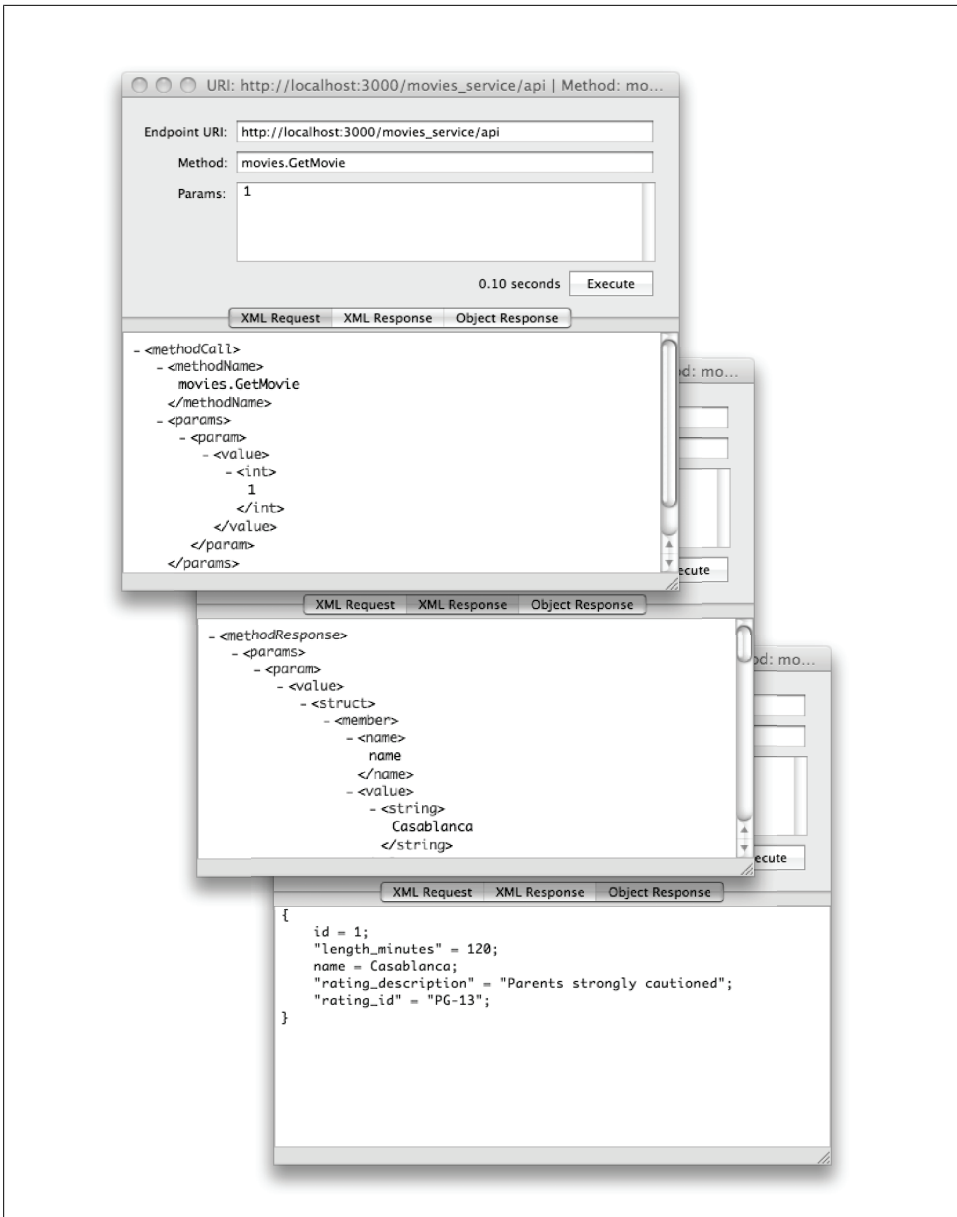 URI: http://localhost:3000/movies_service/api | Method: mo...
Endpoint URI: http://localhost:3000/movies_service/api
Method: movies.GetMovie
Params: 1
0.10 seconds Execute
XML Request XML Response Object Response
- <methodCall>
- <methodName>
movies.GetMovie
</methodName>
- <params>
- <param>
- <value>
- <int>
1
</int>
</value>
</param>
</params>
od: mo...
ecute
XML Request XML Response Object Response
- <methodResponse>
- <params>
- <param>
- <value>
- <struct>
- <member>
- <name>
name
</name>
- <value>
- <string>
Casablanca
</string>
od: mo...
ecute
XML Request XML Response Object Response
{
id = 1;
"length_minutes" = 120;
name = Casablanca;
"rating_description" = "Parents strongly cautioned";
"rating_id" = "PG-13";
}